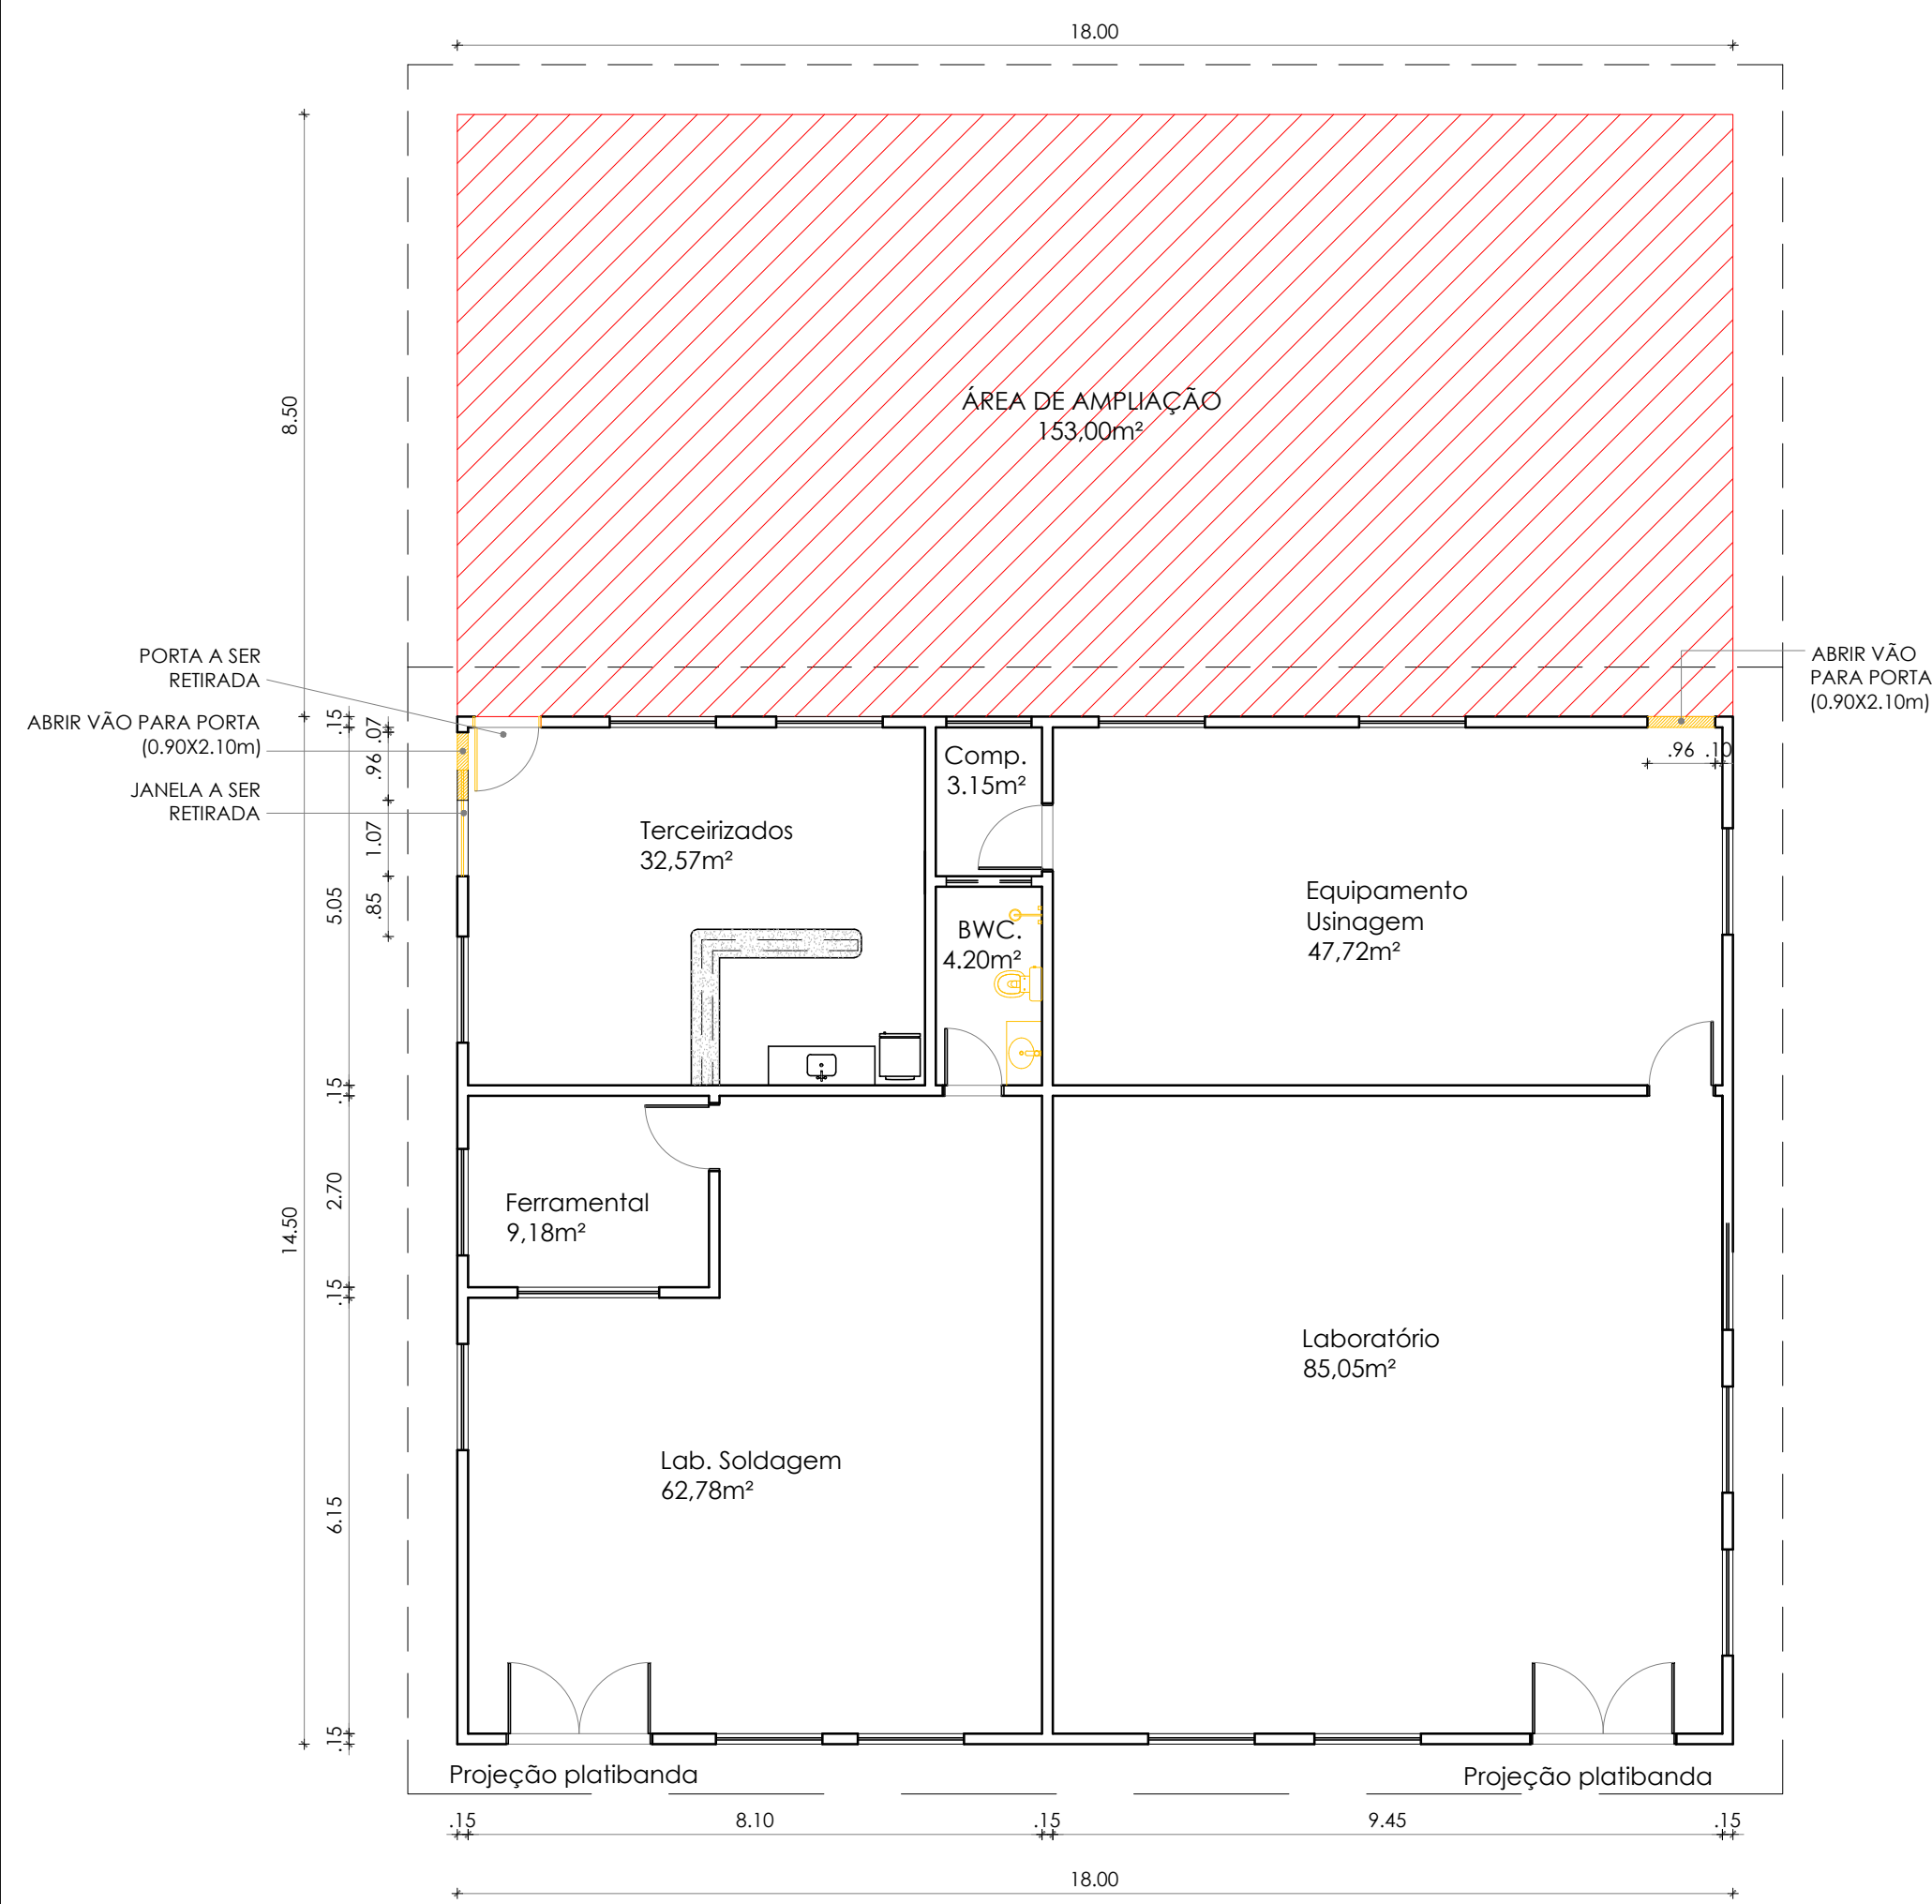 18.00
8.50
ÁREA DE AMPLIAÇÃO
153,00m²
PORTA A SER
RETIRADA
ABRIR VÃO PARA PORTA
(0.90X2.10m)
JANELA A SER
RETIRADA
ABRIR VÃO
PARA PORTA
(0.90X2.10m)
.15
.07
.96
1.07
.85
5.05
.15
2.70
.15
14.50
6.15
.15
.96
.10
Comp.
3.15m²
Terceirizados
32,57m²
BWC.
4.20m²
Equipamento
Usinagem
47,72m²
Ferramental
9,18m²
Laboratório
85,05m²
Lab. Soldagem
62,78m²
Projeção platibanda
Projeção platibanda
.15
8.10
.15
9.45
.15
18.00